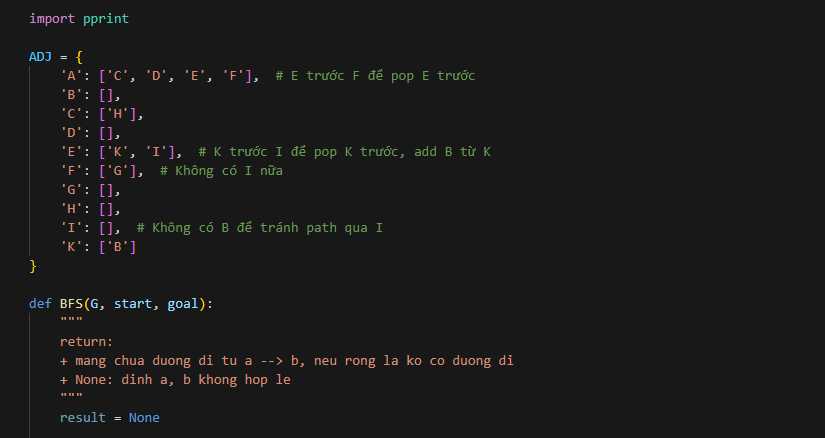 import pprint
ADJ = {
    'A': ['C', 'D', 'E', 'F'],  # E trước F để pop E trước
    'B': [],
    'C': ['H'],
    'D': [],
    'E': ['K', 'I'],  # K trước I để pop K trước, add B từ K
    'F': ['G'],  # Không có I nữa
    'G': [],
    'H': [],
    'I': [],  # Không có B để tránh path qua I
    'K': ['B']
}
def BFS(G, start, goal):
    """
    return:
    + mang chua duong di tu a --> b, neu rong la ko co duong di
    + None: dinh a, b khong hop le
    """
    result = None